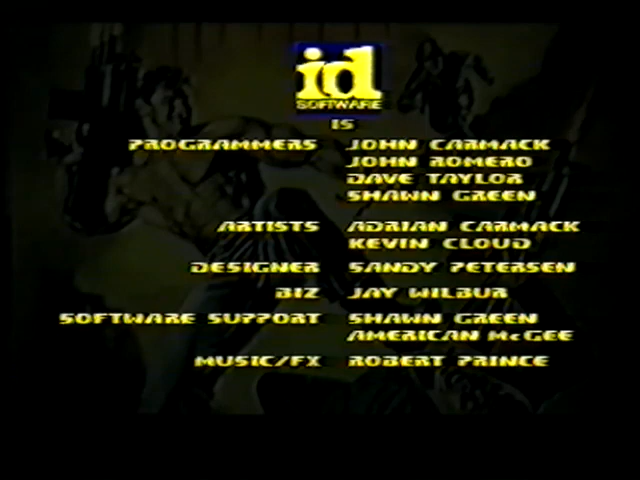 id
SOFTWARE
IS
PROGRAMMERS JOHN CARMACK
JOHN ROMERO
DAVE TAYLOR
SHAWN GREEN
ARTISTS ADRIAN CARMACK
KEVIN CLOUD
DESIGNER SANDY PETERSEN
BIZ JAY WILBUR
SOFTWARE SUPPORT SHAWN GREEN
AMERICAN McGEE
MUSIC/FX ROBERT PRINCE